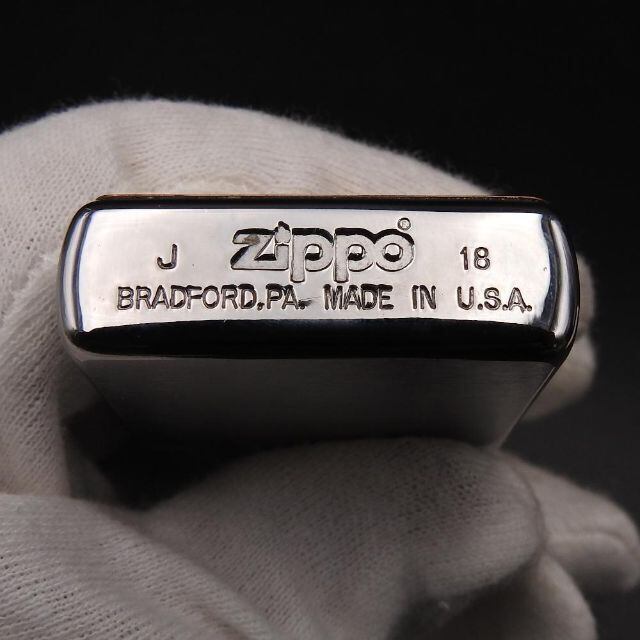 J zippo® 18
BRADFORD,PA. MADE IN U.S.A.